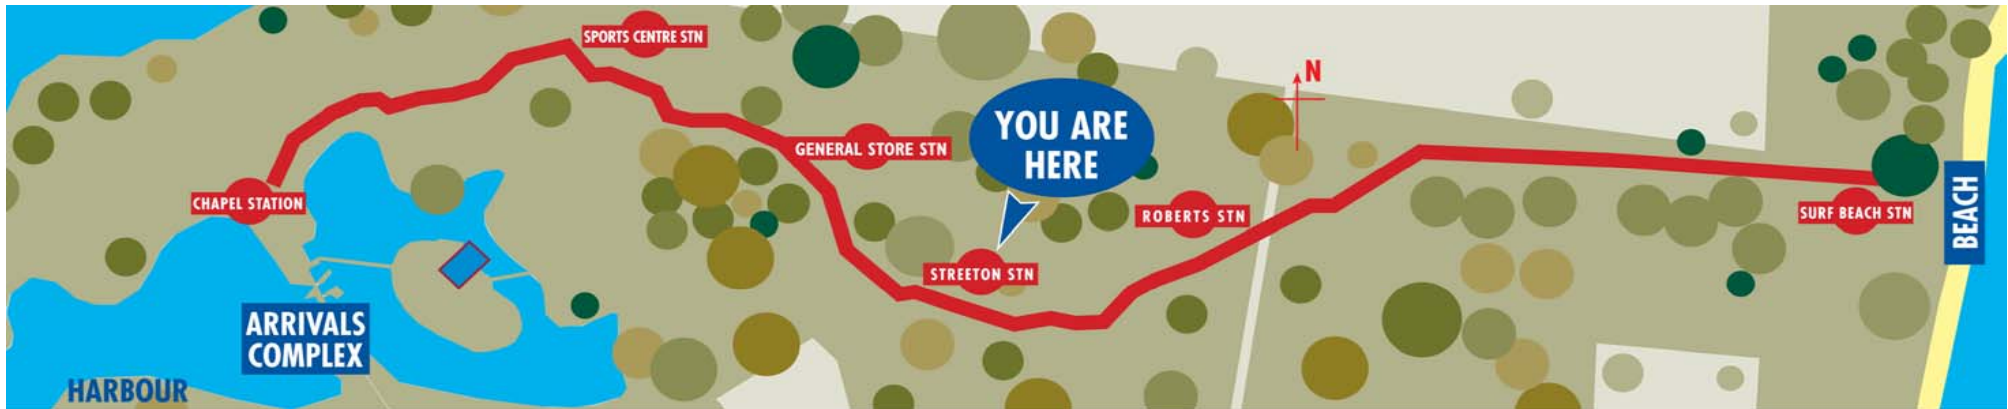 SPORTS CENTRE STN
N
YOU ARE
HERE
GENERAL STORE STN
CHAPEL STATION
ROBERTS STN
SURF BEACH STN
BEACH
STREETON STN
ARRIVALS
COMPLEX
HARBOUR